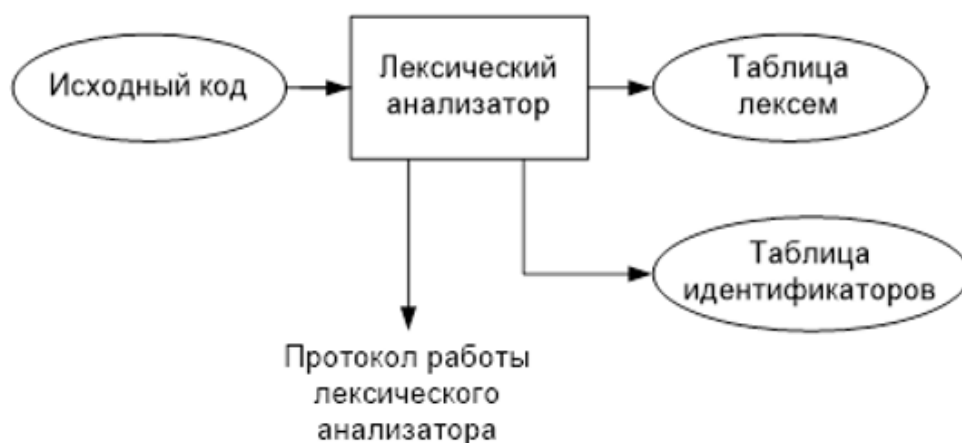 Исходный код
Лексический
анализатор
Таблица
лексем
Таблица
идентификаторов
Протокол работы
лексического
анализатора